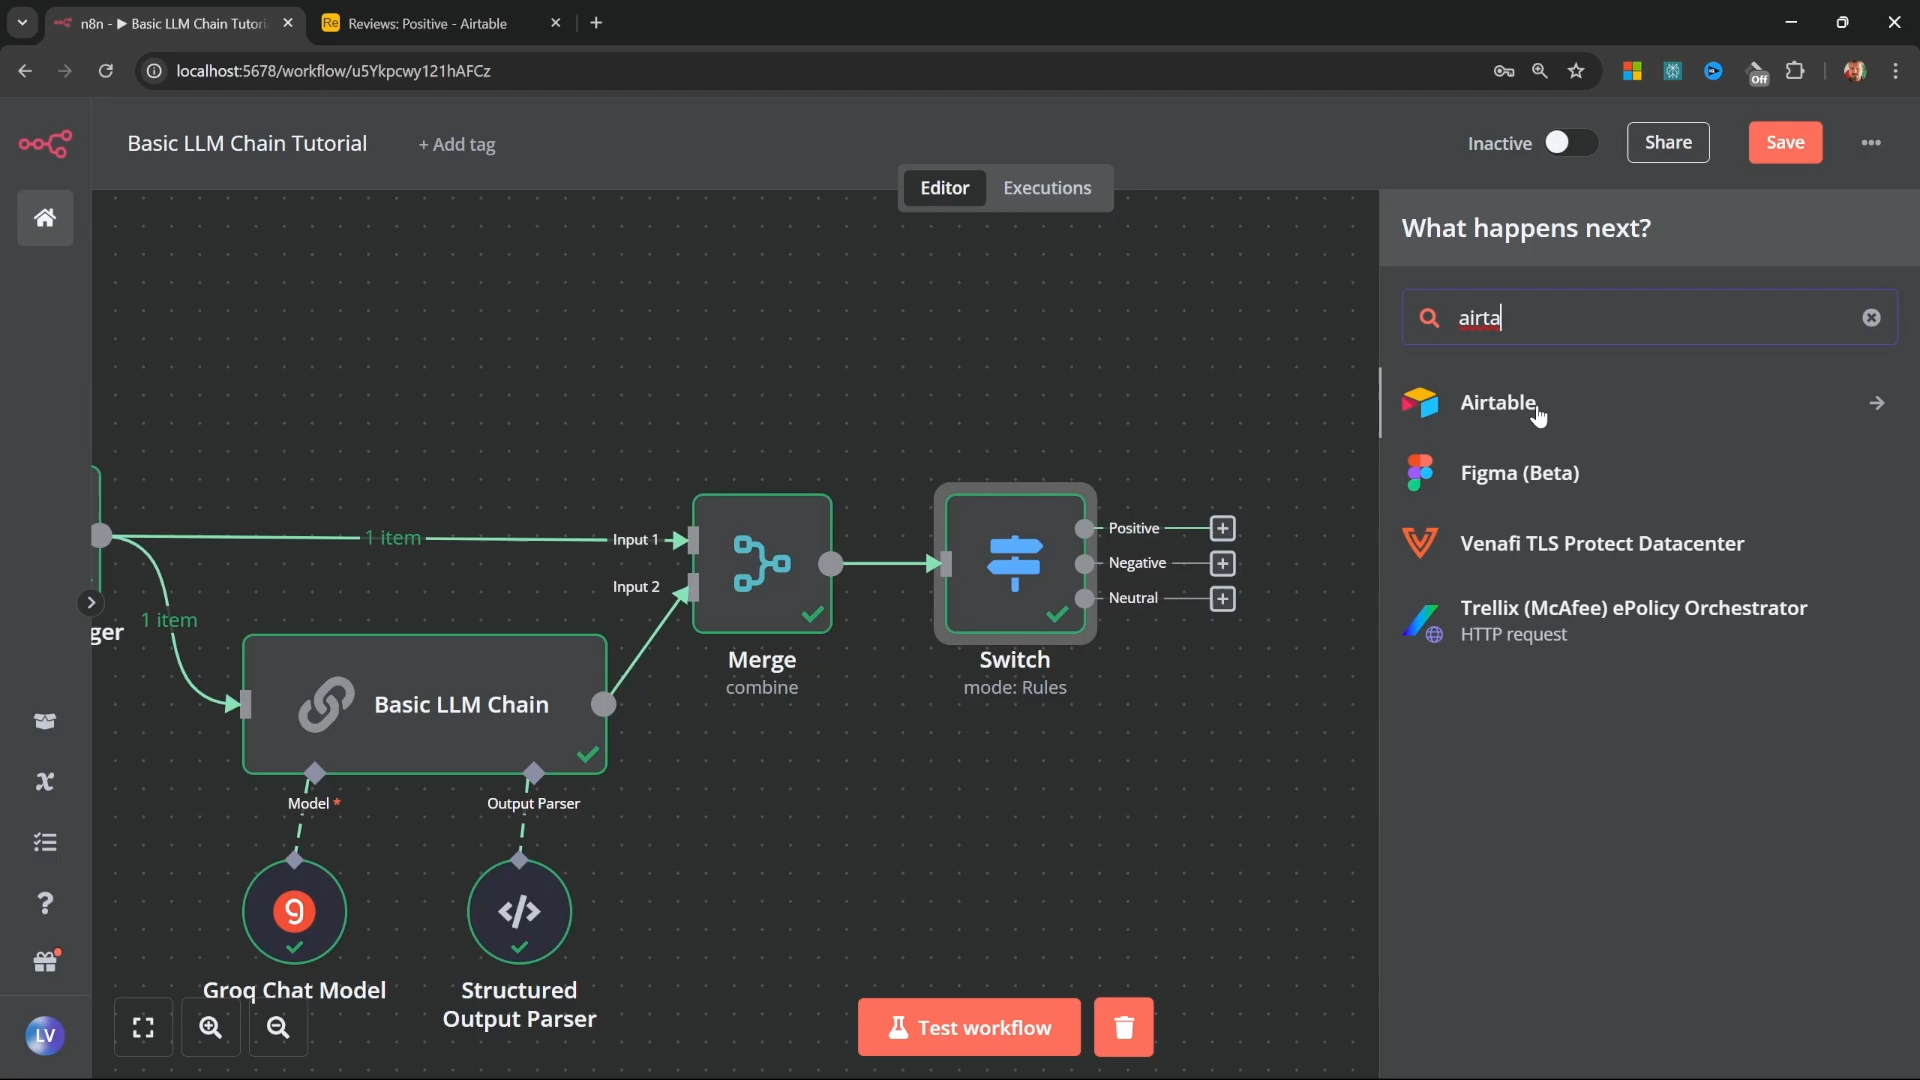 n8n - ▶ Basic LLM Chain Tutori
Re Reviews: Positive - Airtable
localhost:5678/workflow/u5Ykpcwy121hAFCz
Off
Basic LLM Chain Tutorial
+ Add tag
Inactive
Share
Save
Editor
Executions
What happens next?
airta
Airtable
Figma (Beta)
Venafi TLS Protect Datacenter
Trellix (McAfee) ePolicy Orchestrator
HTTP request
1 item
Input 1
Input 2
Positive
Negative
Neutral
1 item
ger
Merge
combine
Switch
mode: Rules
Basic LLM Chain
Model *
Output Parser
Groq Chat Model
Structured
Output Parser
Test workflow
LV